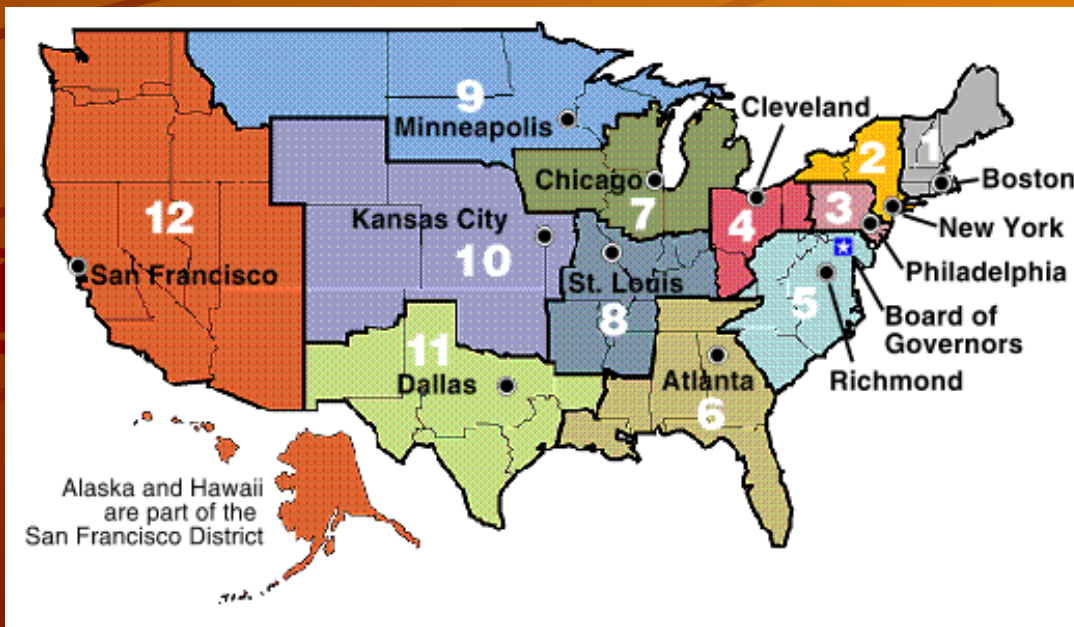 9
Minneapolis
Cleveland
1
2
Boston
Chicago
7
12
Kansas City
4
3
New York
San Francisco
10
St. Louis
Philadelphia
5
8
Board of
Governors
11
Dallas
Atlanta
Richmond
6
Alaska and Hawaii
are part of the
San Francisco District